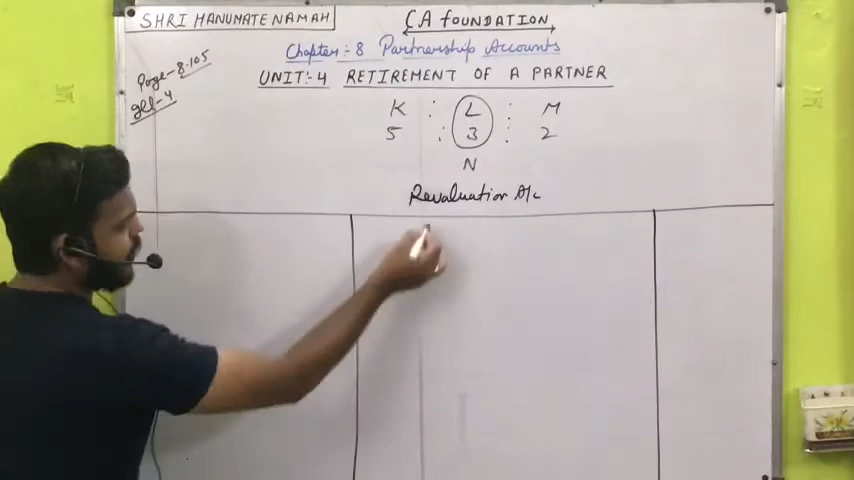 SHRI HANUMATE NAMAH
CA FOUNDATION
Chapter :- 8 Partnership Accounts
UNIT:- 4 RETIREMENT OF A PARTNER
Page - 8.105
K : L : M
5 : 3 : 2
N
Revaluation A/c